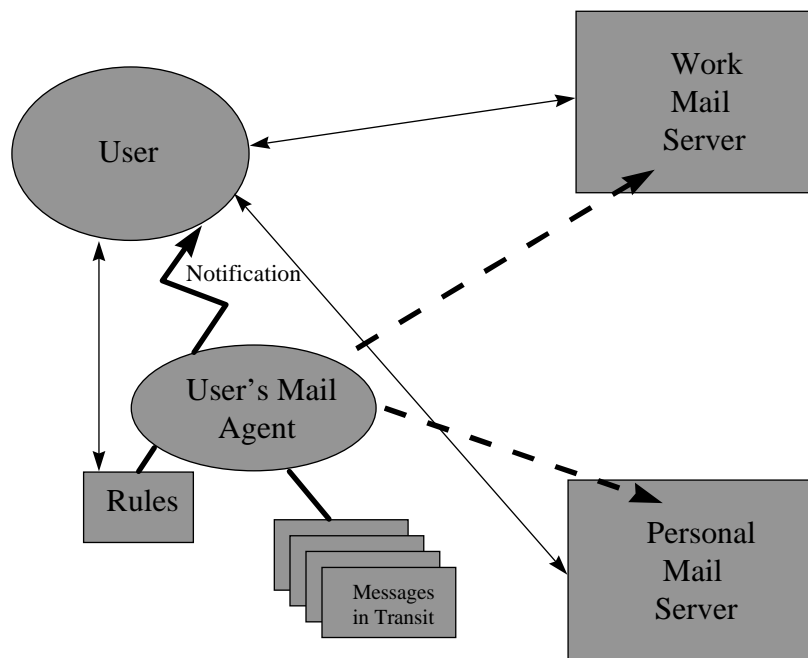 Work
Mail
Server
User
Notification
User’s Mail
Agent
Rules
Messages
in Transit
Personal
Mail
Server